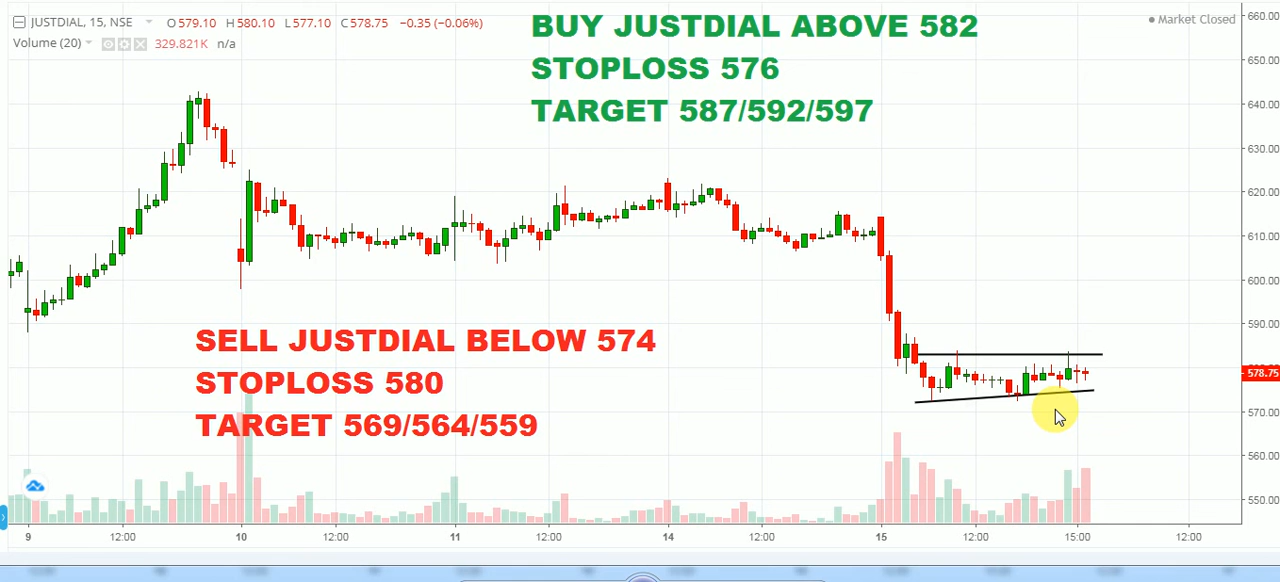 JUSTDIAL, 15, NSE O579.10 H580.10 L577.10 C578.75 −0.35 (−0.06%)
Volume (20) 329.821K n/a
Market Closed
BUY JUSTDIAL ABOVE 582
STOPLOSS 576
TARGET 587/592/597
SELL JUSTDIAL BELOW 574
STOPLOSS 580
TARGET 569/564/559
660.00
650.00
640.00
630.00
620.00
610.00
600.00
590.00
578.75
570.00
560.00
550.00
9 12:00 10 12:00 11 12:00 14 12:00 15 12:00 15:00 12:00